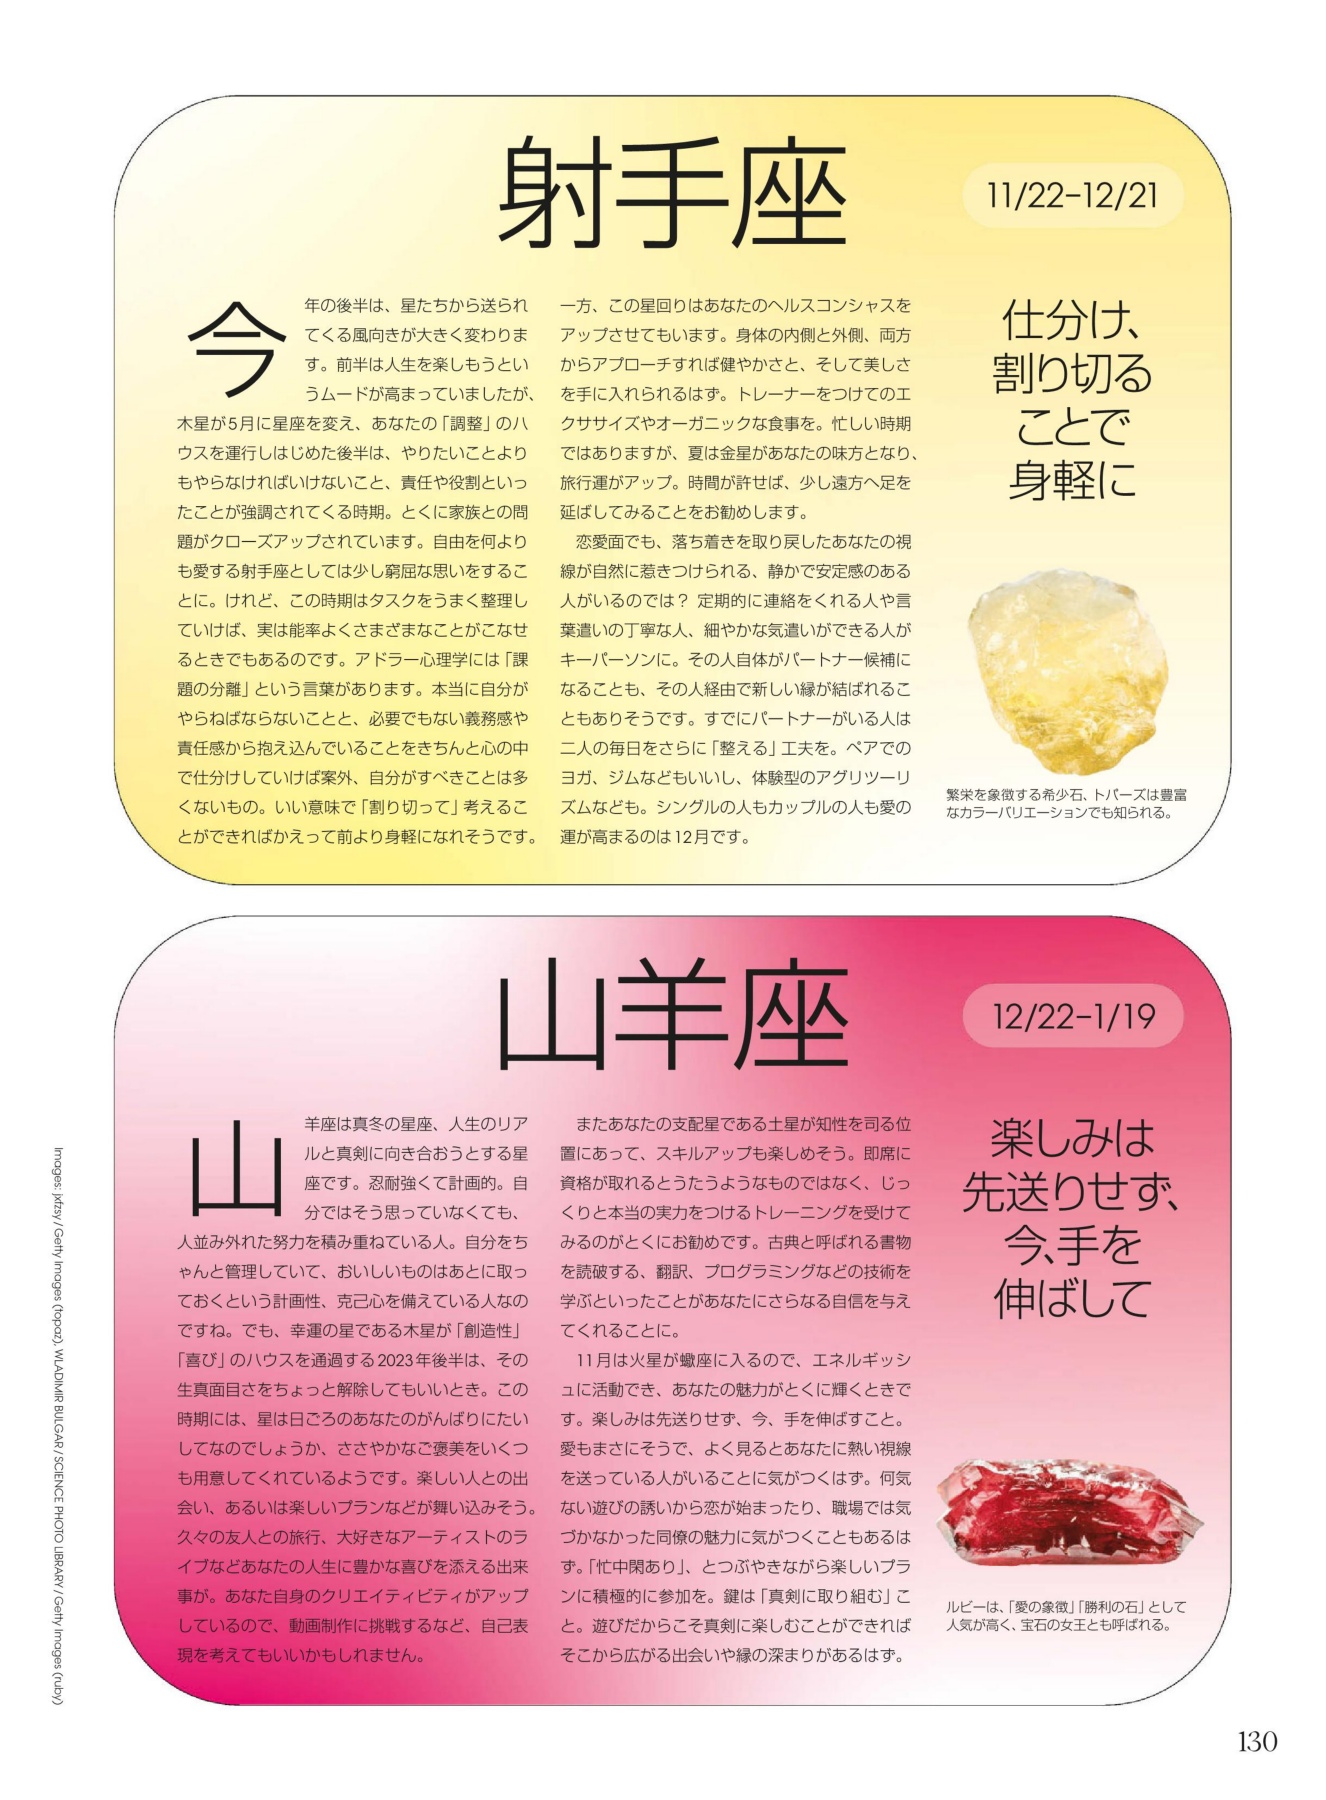 射手座
11/22–12/21
今
年の後半は、星たちから送られ
てくる風向きが大きく変わりま
す。前半は人生を楽しもうとい
うムードが高まっていましたが、
木星が5月に星座を変え、あなたの「調整」のハ
ウスを運行しはじめた後半は、やりたいことより
もやらなければいけないこと、責任や役割といっ
たことが強調されてくる時期。とくに家族との問
題がクローズアップされています。自由を何より
も愛する射手座としては少し窮屈な思いをするこ
とに。けれど、この時期はタスクをうまく整理し
ていけば、実は能率よくさまざまなことがこなせ
るときでもあるのです。アドラー心理学には「課
題の分離」という言葉があります。本当に自分が
やらねばならないことと、必要でもない義務感や
責任感から抱え込んでいることをきちんと心の中
で仕分けしていけば案外、自分がすべきことは多
くないもの。いい意味で「割り切って」考えるこ
とができればかえって前より身軽になれそうです。
一方、この星回りはあなたのヘルスコンシャスを
アップさせてもいます。身体の内側と外側、両方
からアプローチすれば健やかさと、そして美しさ
を手に入れられるはず。トレーナーをつけてのエ
クササイズやオーガニックな食事を。忙しい時期
ではありますが、夏は金星があなたの味方となり、
旅行運がアップ。時間が許せば、少し遠方へ足を
延ばしてみることをお勧めします。
恋愛面でも、落ち着きを取り戻したあなたの視
線が自然に惹きつけられる、静かで安定感のある
人がいるのでは？ 定期的に連絡をくれる人や言
葉遣いの丁寧な人、細やかな気遣いができる人が
キーパーソンに。その人自体がパートナー候補に
なることも、その人経由で新しい縁が結ばれるこ
ともありそうです。すでにパートナーがいる人は
二人の毎日をさらに「整える」工夫を。ペアでの
ヨガ、ジムなどもいいし、体験型のアグリツーリ
ズムなども。シングルの人もカップルの人も愛の
運が高まるのは12月です。
仕分け、
割り切る
ことで
身軽に
繁栄を象徴する希少石、トパーズは豊富
なカラーバリエーションでも知られる。
山羊座
12/22–1/19
山
羊座は真冬の星座、人生のリア
ルと真剣に向き合おうとする星
座です。忍耐強くて計画的。自
分ではそう思っていなくても、
人並み外れた努力を積み重ねている人。自分をち
ゃんと管理していて、おいしいものはあとに取っ
ておくという計画性、克己心を備えている人なの
ですね。でも、幸運の星である木星が「創造性」
「喜び」のハウスを通過する2023年後半は、その
生真面目さをちょっと解除してもいいとき。この
時期には、星は日ごろのあなたのがんばりにたい
してなのでしょうか、ささやかなご褒美をいくつ
も用意してくれているようです。楽しい人との出
会い、あるいは楽しいプランなどが舞い込みそう。
久々の友人との旅行、大好きなアーティストのラ
イブなどあなたの人生に豊かな喜びを添える出来
事が。あなた自身のクリエイティビティがアップ
しているので、動画制作に挑戦するなど、自己表
現を考えてもいいかもしれません。
またあなたの支配星である土星が知性を司る位
置にあって、スキルアップも楽しめそう。即席に
資格が取れるとうたうようなものではなく、じっ
くりと本当の実力をつけるトレーニングを受けて
みるのがとくにお勧めです。古典と呼ばれる書物
を読破する、翻訳、プログラミングなどの技術を
学ぶといったことがあなたにさらなる自信を与え
てくれることに。
11月は火星が蠍座に入るので、エネルギッシ
ュに活動でき、あなたの魅力がとくに輝くときで
す。楽しみは先送りせず、今、手を伸ばすこと。
愛もまさにそうで、よく見るとあなたに熱い視線
を送っている人がいることに気がつくはず。何気
ない遊びの誘いから恋が始まったり、職場では気
づかなかった同僚の魅力に気がつくこともあるは
ず。「忙中閑あり」、とつぶやきながら楽しいプラ
ンに積極的に参加を。鍵は「真剣に取り組む」こ
と。遊びだからこそ真剣に楽しむことができれば
そこから広がる出会いや縁の深まりがあるはず。
楽しみは
先送りせず、
今、手を
伸ばして
ルビーは、「愛の象徴」「勝利の石」として
人気が高く、宝石の女王とも呼ばれる。
Images: jxfzsy / Getty Images (topaz), WLADIMIR BULGAR / SCIENCE PHOTO LIBRARY / Getty Images (ruby)
130